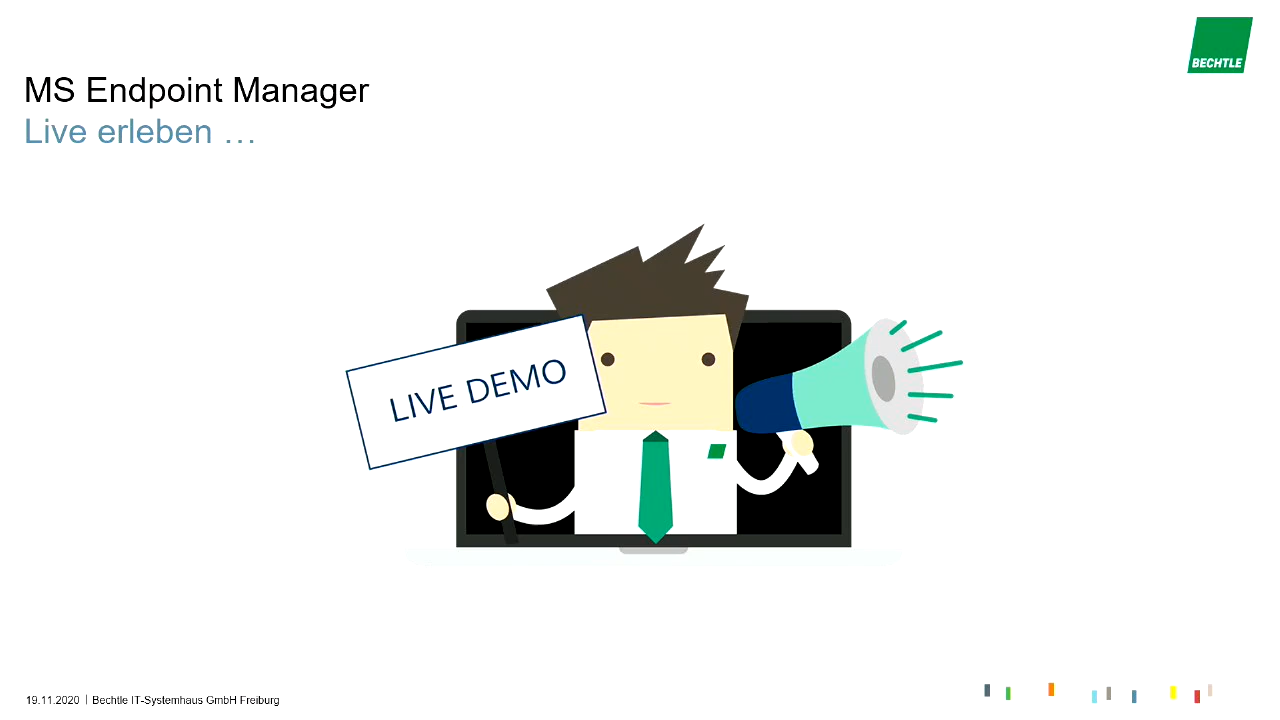 BECHTLE
MS Endpoint Manager
Live erleben …
LIVE DEMO
19.11.2020 | Bechtle IT-Systemhaus GmbH Freiburg